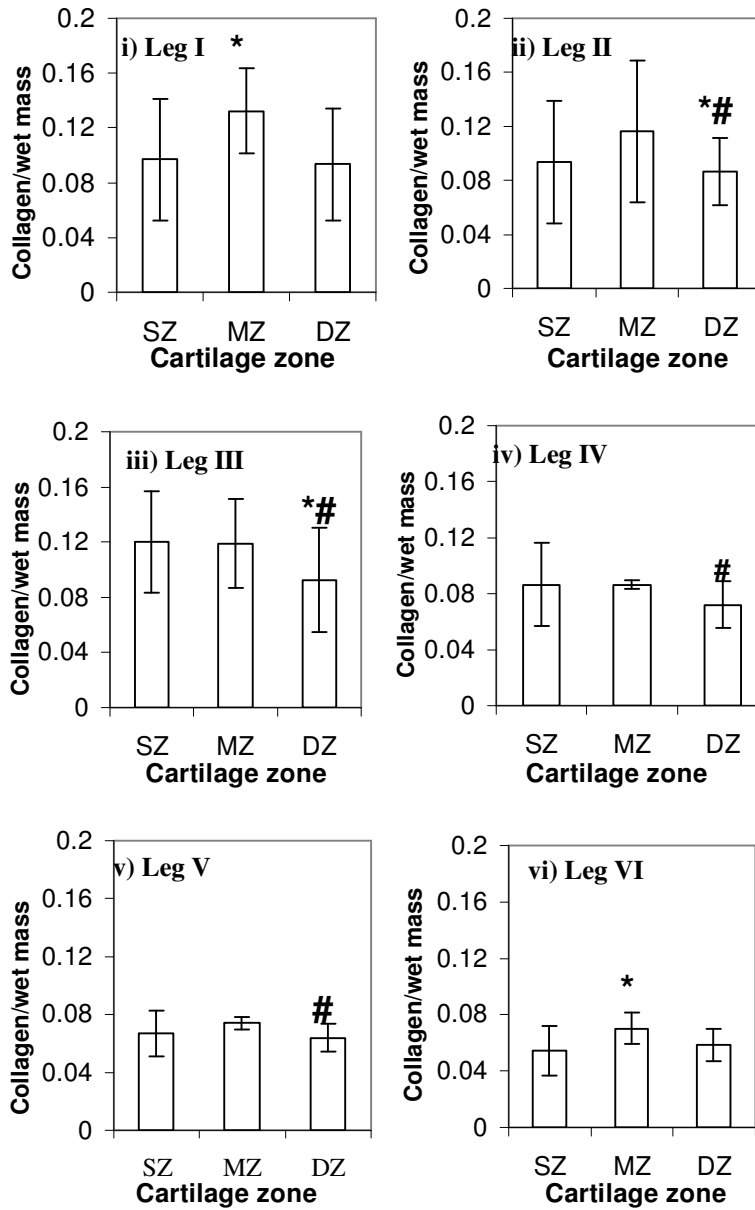 i) Leg I
*
Collagen/wet mass
0.2
0.16
0.12
0.08
0.04
0
SZ MZ DZ
Cartilage zone
ii) Leg II
*#
Collagen/wet mass
0.2
0.16
0.12
0.08
0.04
0
SZ MZ DZ
Cartilage zone
iii) Leg III
*#
Collagen/wet mass
0.2
0.16
0.12
0.08
0.04
0
SZ MZ DZ
Cartilage zone
iv) Leg IV
#
Collagen/wet mass
0.2
0.16
0.12
0.08
0.04
0
SZ MZ DZ
Cartilage zone
v) Leg V
#
Collagen/wet mass
0.2
0.16
0.12
0.08
0.04
0
SZ MZ DZ
Cartilage zone
vi) Leg VI
*
Collagen/wet mass
0.2
0.16
0.12
0.08
0.04
0
SZ MZ DZ
Cartilage zone